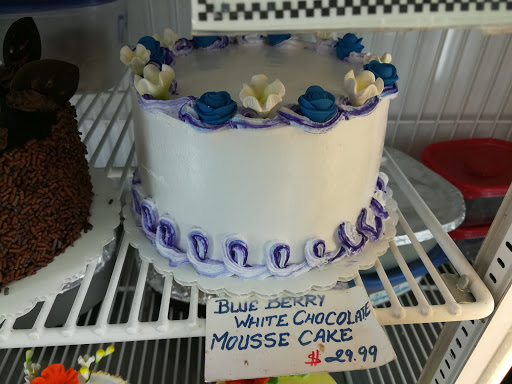 BLUE BERRY
WHITE CHOCOLATE
MOUSSE CAKE
$ 29.99